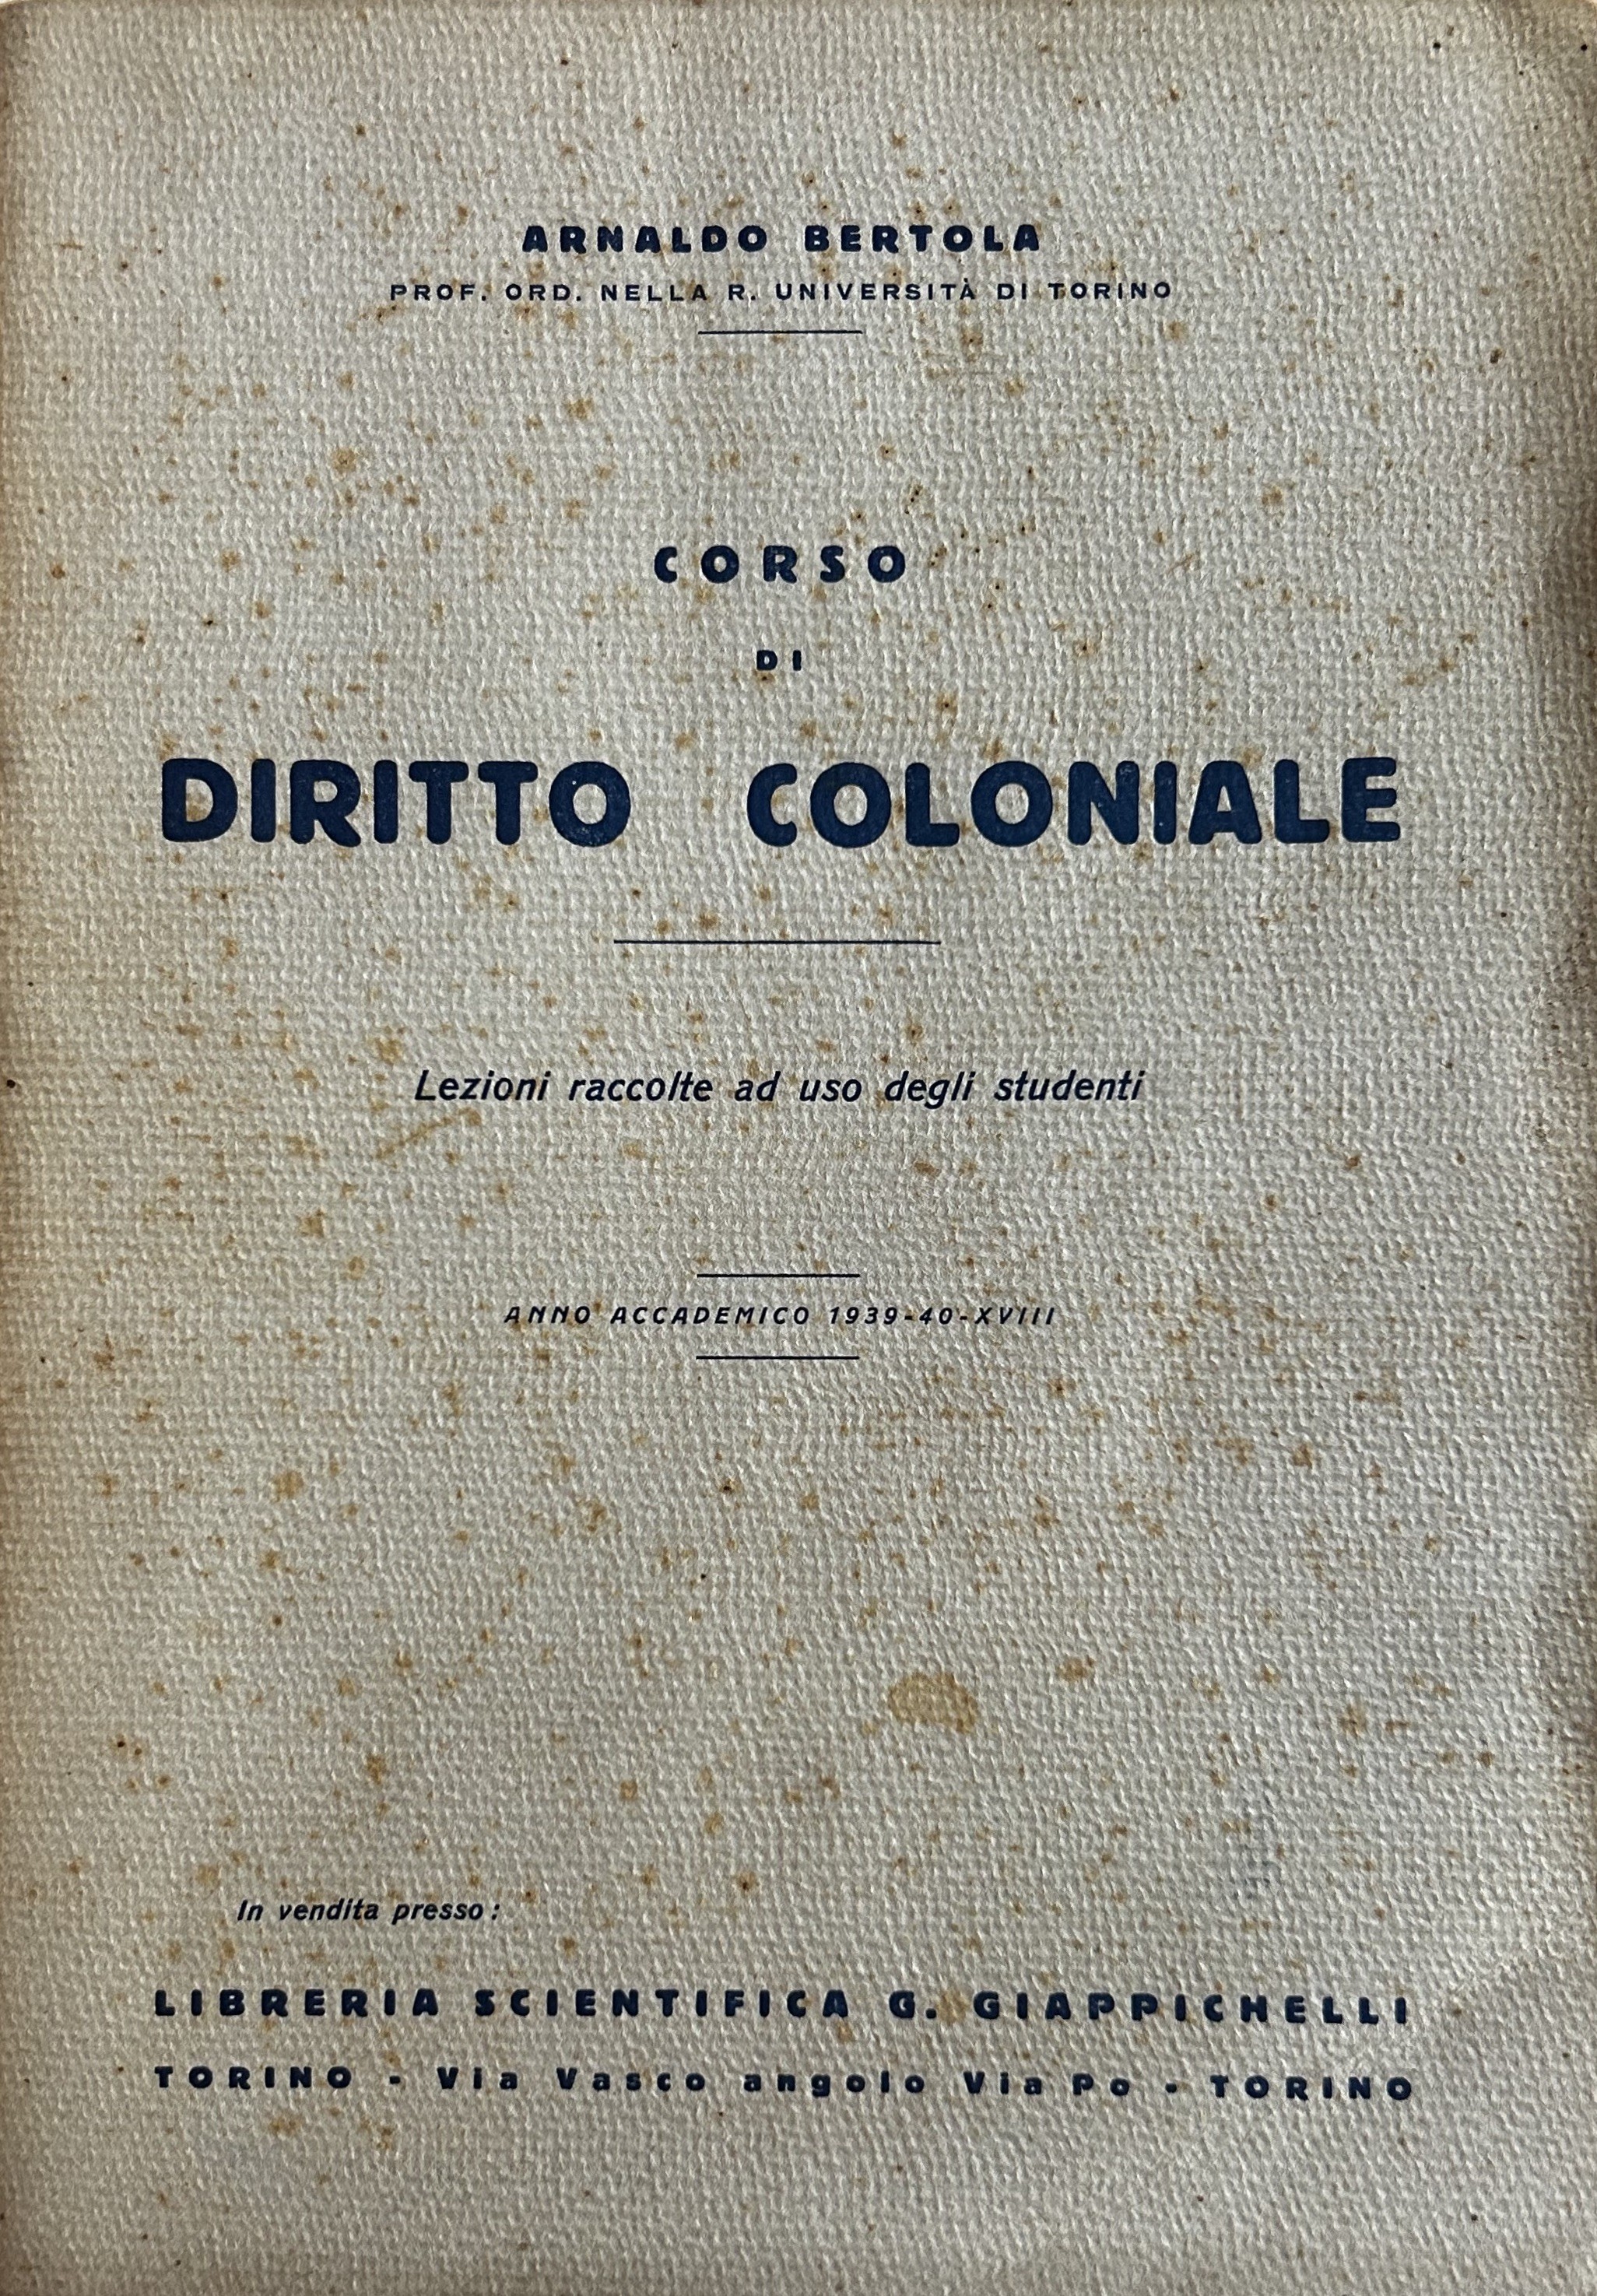 ARNALDO BERTOLA
PROF. ORD. NELLA R. UNIVERSITÀ DI TORINO
CORSO
DI
DIRITTO COLONIALE
Lezioni raccolte ad uso degli studenti
ANNO ACCADEMICO 1939-40-XVIII
In vendita presso:
LIBRERIA SCIENTIFICA G. GIAPPICHELLI
TORINO - Via Vasco angolo Via Po - TORINO